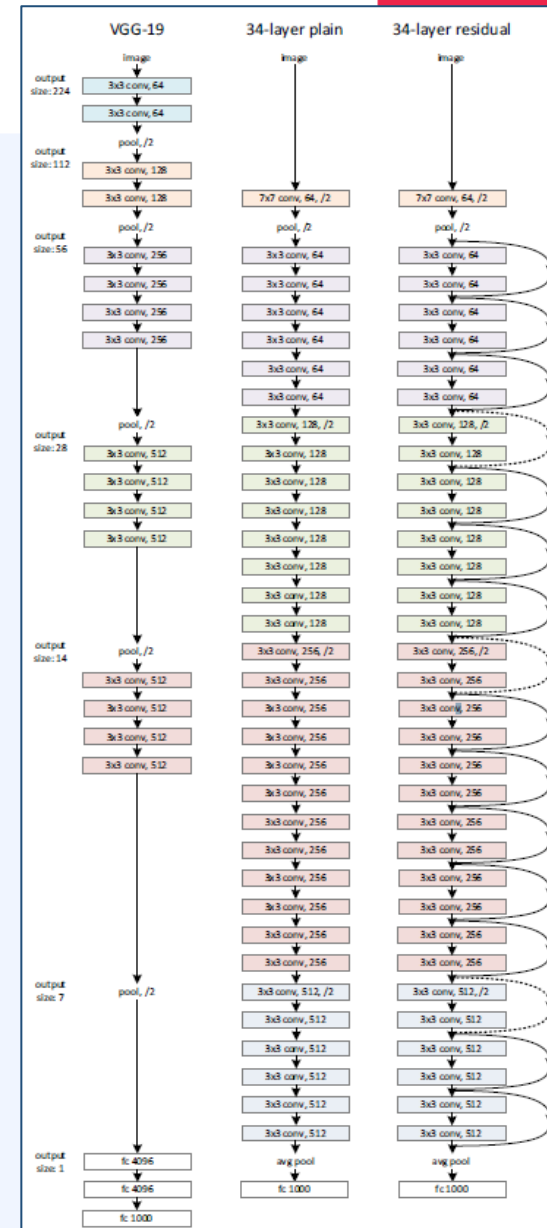 VGG-19
image
output
size: 224
3x3 conv, 64
3x3 conv, 64
pool, /2
output
size: 112
3x3 conv, 128
3x3 conv, 128
pool, /2
output
size: 56
3x3 conv, 256
3x3 conv, 256
3x3 conv, 256
3x3 conv, 256
pool, /2
output
size: 28
3x3 conv, 512
3x3 conv, 512
3x3 conv, 512
3x3 conv, 512
pool, /2
output
size: 14
3x3 conv, 512
3x3 conv, 512
3x3 conv, 512
3x3 conv, 512
output
size: 7
pool, /2
output
size: 1
fc 4096
fc 4096
fc 1000
34-layer plain
image
7x7 conv, 64, /2
pool, /2
3x3 conv, 64
3x3 conv, 64
3x3 conv, 64
3x3 conv, 64
3x3 conv, 64
3x3 conv, 64
3x3 conv, 128, /2
3x3 conv, 128
3x3 conv, 128
3x3 conv, 128
3x3 conv, 128
3x3 conv, 128
3x3 conv, 128
3x3 conv, 128
3x3 conv, 256, /2
3x3 conv, 256
3x3 conv, 256
3x3 conv, 256
3x3 conv, 256
3x3 conv, 256
3x3 conv, 256
3x3 conv, 256
3x3 conv, 256
3x3 conv, 256
3x3 conv, 256
3x3 conv, 256
3x3 conv, 512, /2
3x3 conv, 512
3x3 conv, 512
3x3 conv, 512
3x3 conv, 512
3x3 conv, 512
avg pool
fc 1000
34-layer residual
image
7x7 conv, 64, /2
pool, /2
3x3 conv, 64
3x3 conv, 64
3x3 conv, 64
3x3 conv, 64
3x3 conv, 64
3x3 conv, 64
3x3 conv, 128, /2
3x3 conv, 128
3x3 conv, 128
3x3 conv, 128
3x3 conv, 128
3x3 conv, 128
3x3 conv, 128
3x3 conv, 128
3x3 conv, 256, /2
3x3 conv, 256
3x3 conv, 256
3x3 conv, 256
3x3 conv, 256
3x3 conv, 256
3x3 conv, 256
3x3 conv, 256
3x3 conv, 256
3x3 conv, 256
3x3 conv, 256
3x3 conv, 256
3x3 conv, 512, /2
3x3 conv, 512
3x3 conv, 512
3x3 conv, 512
3x3 conv, 512
3x3 conv, 512
avg pool
fc 1000